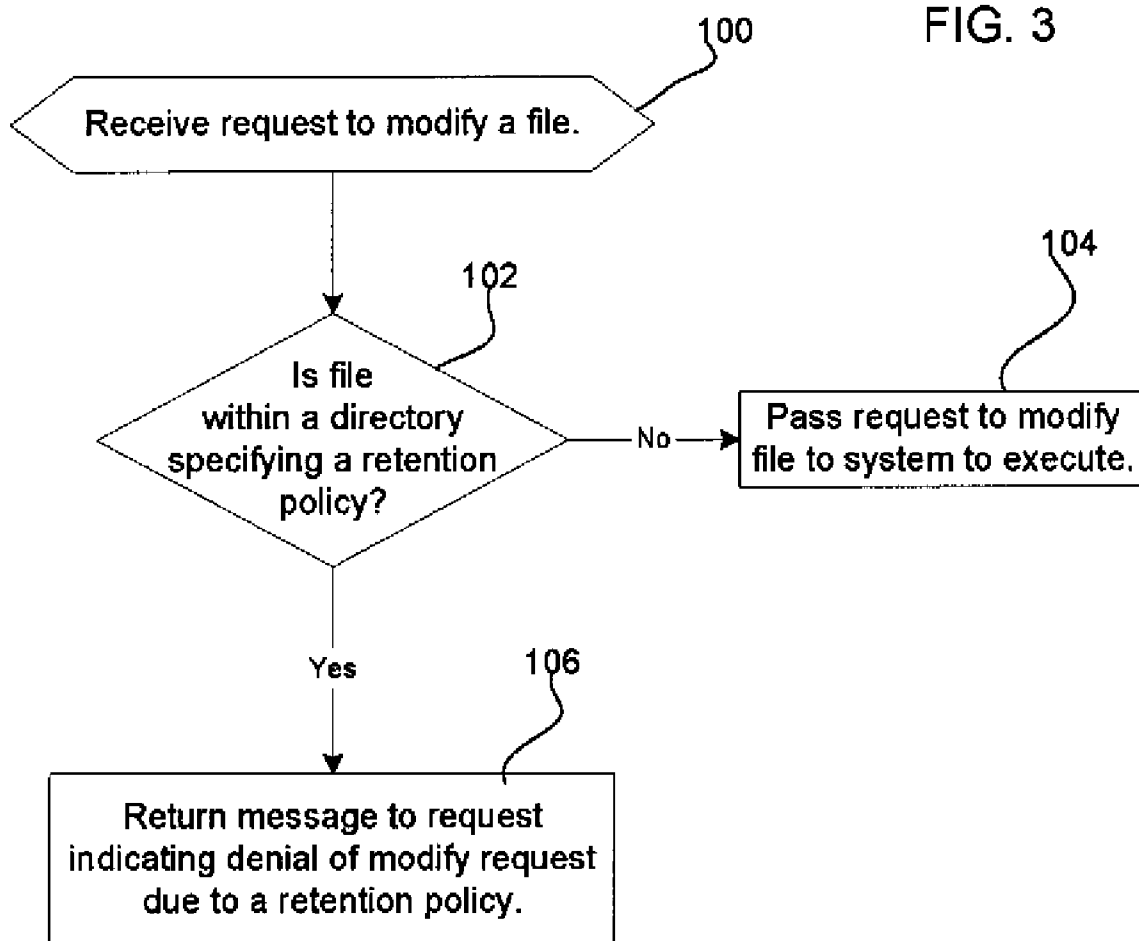 FIG. 3
100
Receive request to modify a file.
102
Is file
within a directory
specifying a retention
policy?
No
104
Pass request to modify
file to system to execute.
Yes
106
Return message to request
indicating denial of modify request
due to a retention policy.